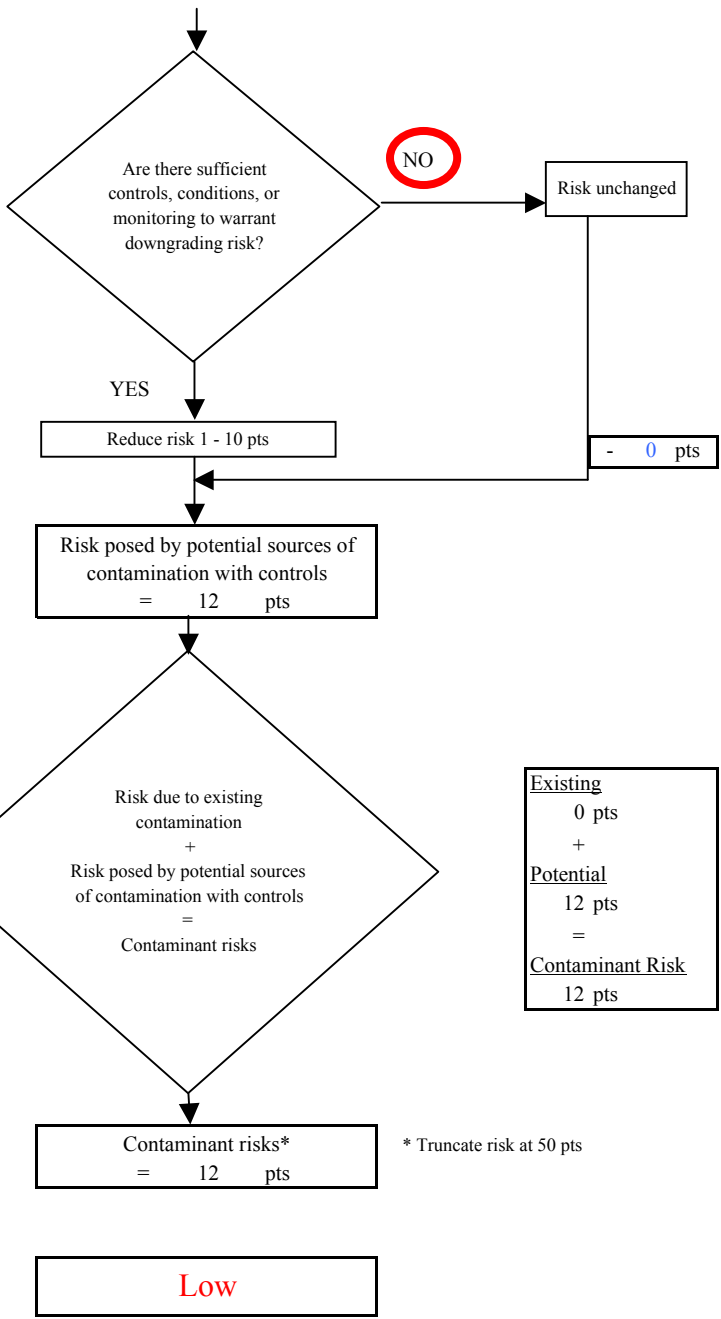 Are there sufficient
controls, conditions, or
monitoring to warrant
downgrading risk?
NO
Risk unchanged
YES
Reduce risk 1 - 10 pts
- 0 pts
Risk posed by potential sources of
contamination with controls
= 12 pts
Risk due to existing
contamination
+
Risk posed by potential sources
of contamination with controls
=
Contaminant risks
Existing
0 pts
+
Potential
12 pts
=
Contaminant Risk
12 pts
Contaminant risks*
= 12 pts
* Truncate risk at 50 pts
Low